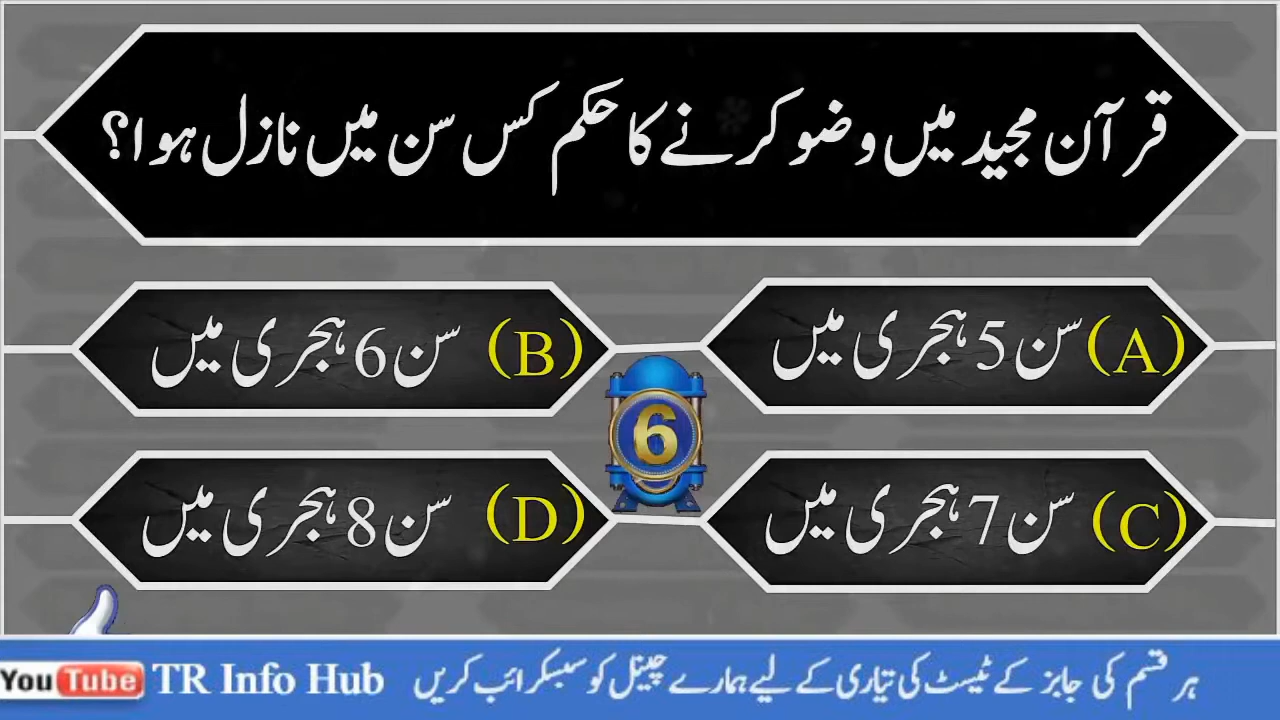 قرآن مجید میں وضو کرنے کا حکم کس سن میں نازل ہوا؟
(A) سن 5 ہجری میں
(B) سن 6 ہجری میں
6
(C) سن 7 ہجری میں
(D) سن 8 ہجری میں
YouTube TR Info Hub ہر قسم کی جابز کے ٹیسٹ کی تیاری کے لیے ہمارے چینل کو سبسکرائب کریں